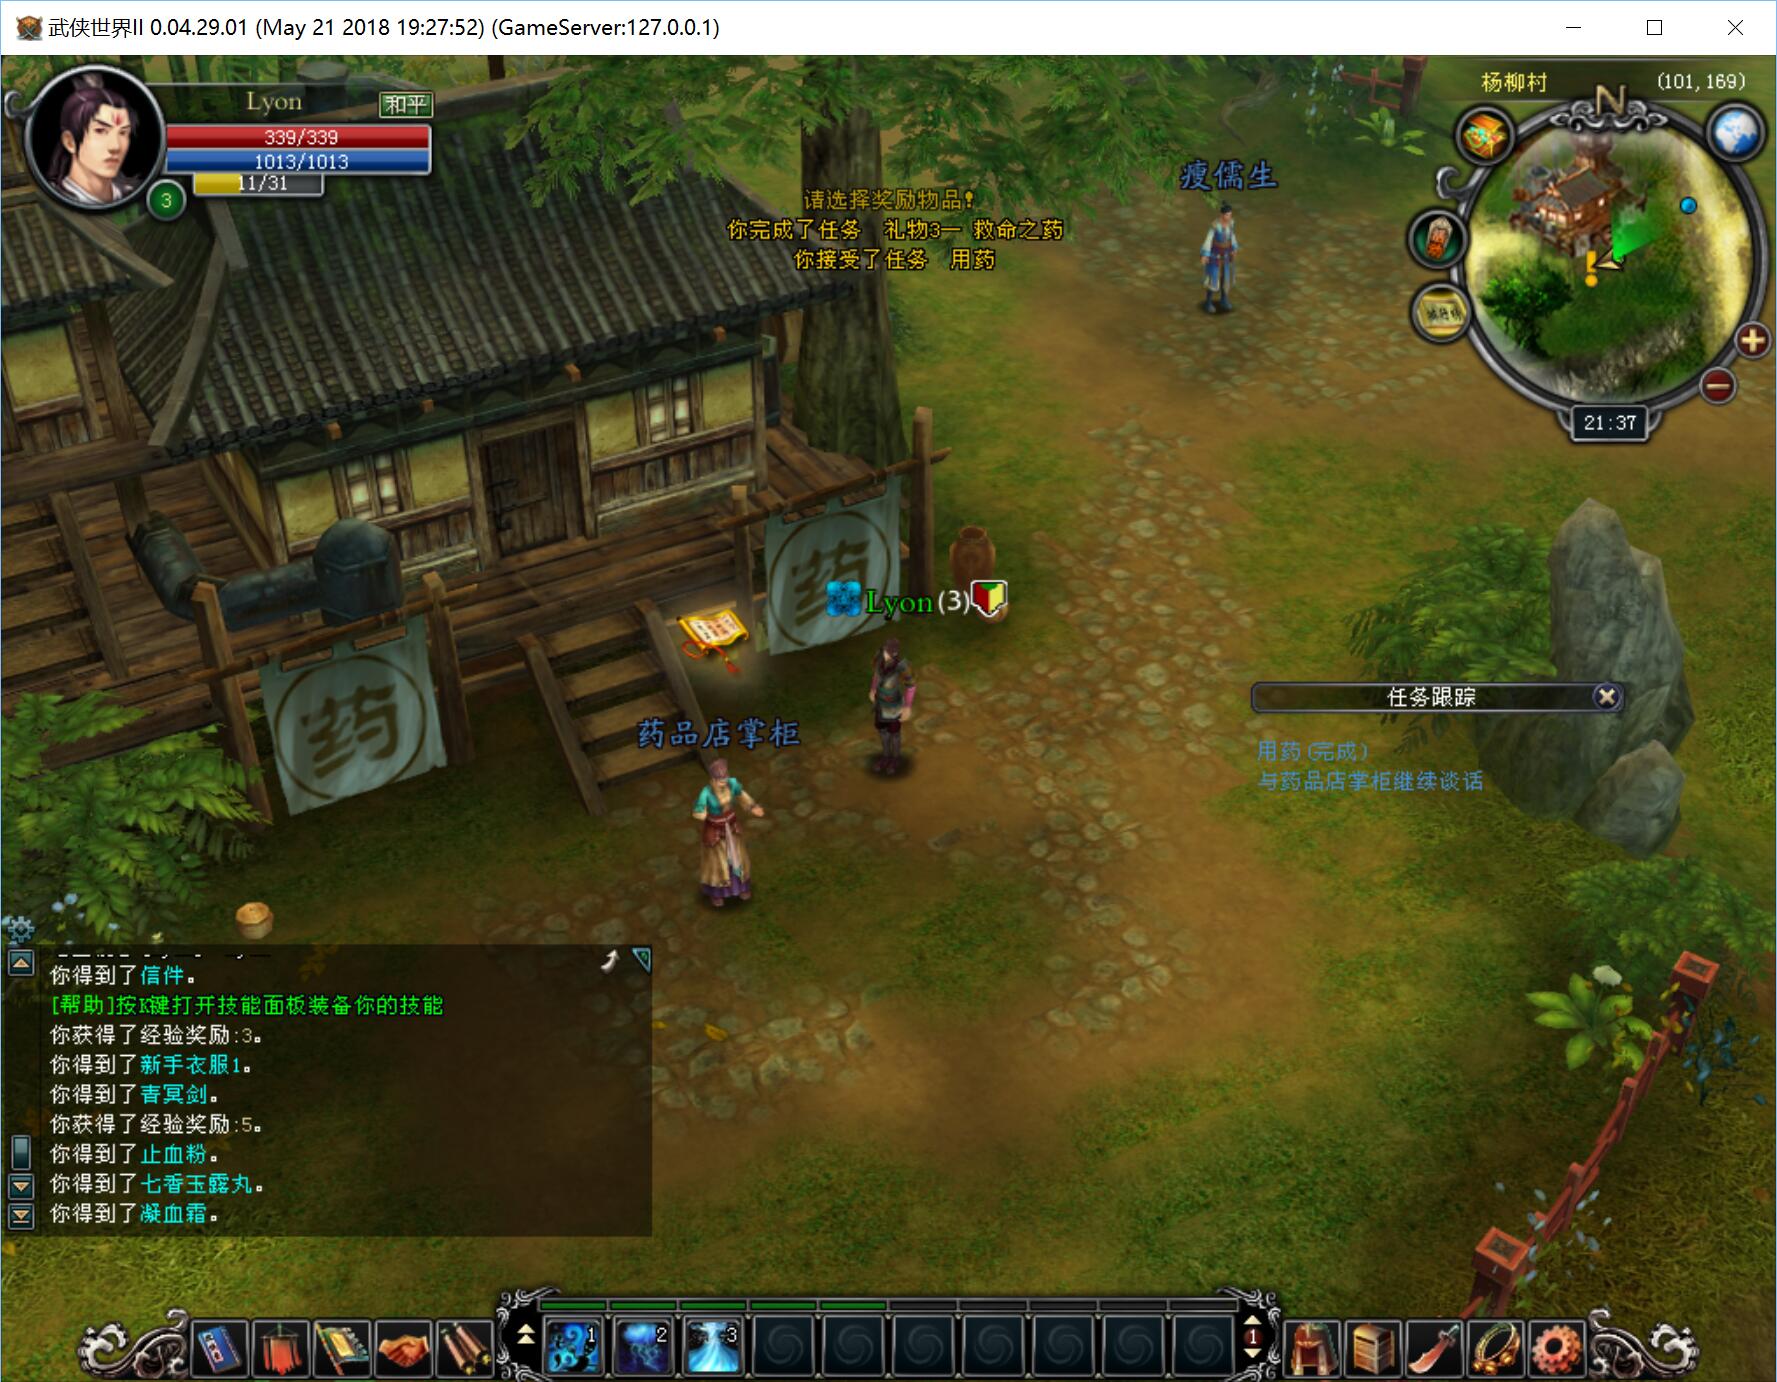 武侠世界II 0.04.29.01 (May 21 2018 19:27:52) (GameServer:127.0.0.1)
Lyon
和平
339/339
1013/1013
11/31
3
杨柳村
(101, 169)
N
21:37
瘦儒生
请选择奖励物品!
你完成了任务 礼物3— 救命之药
你接受了任务 用药
药
Lyon(3)
药
药品店掌柜
任务跟踪
用药(完成)
与药品店掌柜继续谈话
你得到了信件。
[帮助]按K键打开技能面板装备你的技能
你获得了经验奖励:3。
你得到了新手衣服1。
你得到了青冥剑。
你获得了经验奖励:5。
你得到了止血粉。
你得到了七香玉露丸。
你得到了凝血霜。
1
2
3
1